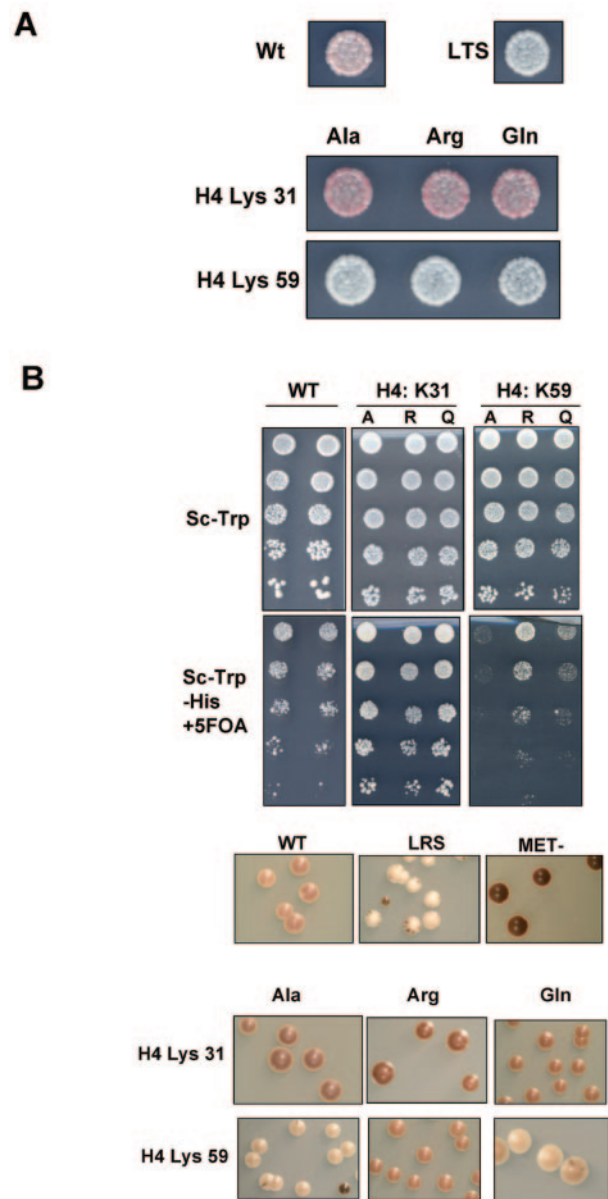 A
Wt LTS
Ala Arg Gln
H4 Lys 31
H4 Lys 59
B
WT H4: K31 H4: K59
A R Q A R Q
Sc-Trp
Sc-Trp
-His
+5FOA
WT LRS MET-
Ala Arg Gln
H4 Lys 31
H4 Lys 59